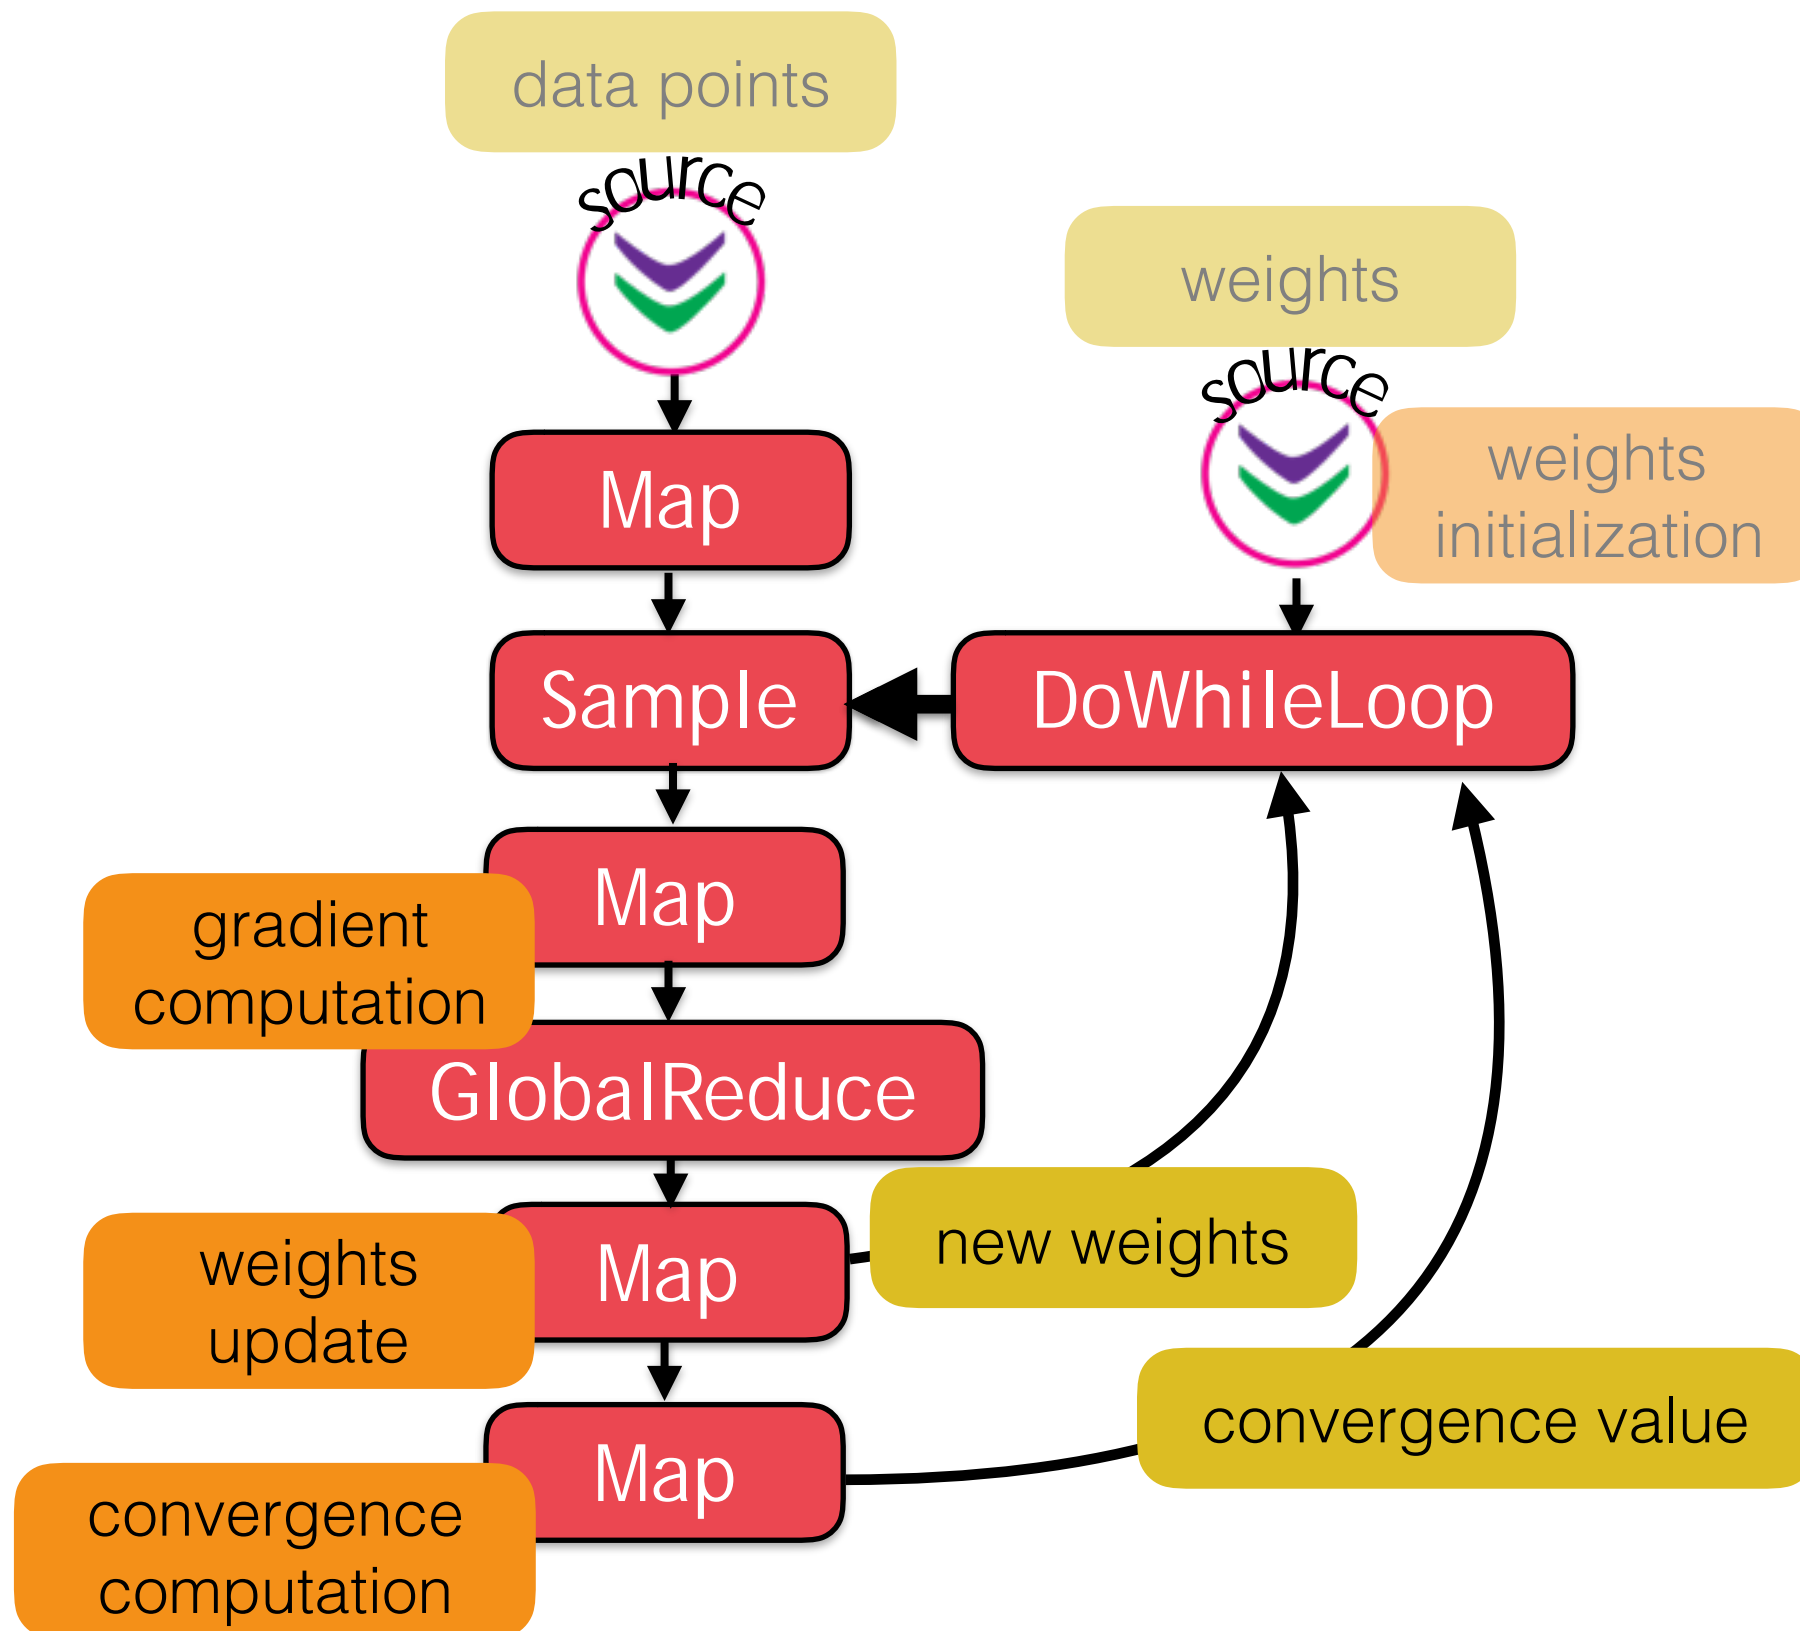 data points
source
weights
source
weights
initialization
Map
Sample
DoWhileLoop
Map
gradient
computation
GlobalReduce
Map
weights
update
new weights
Map
convergence value
convergence
computation